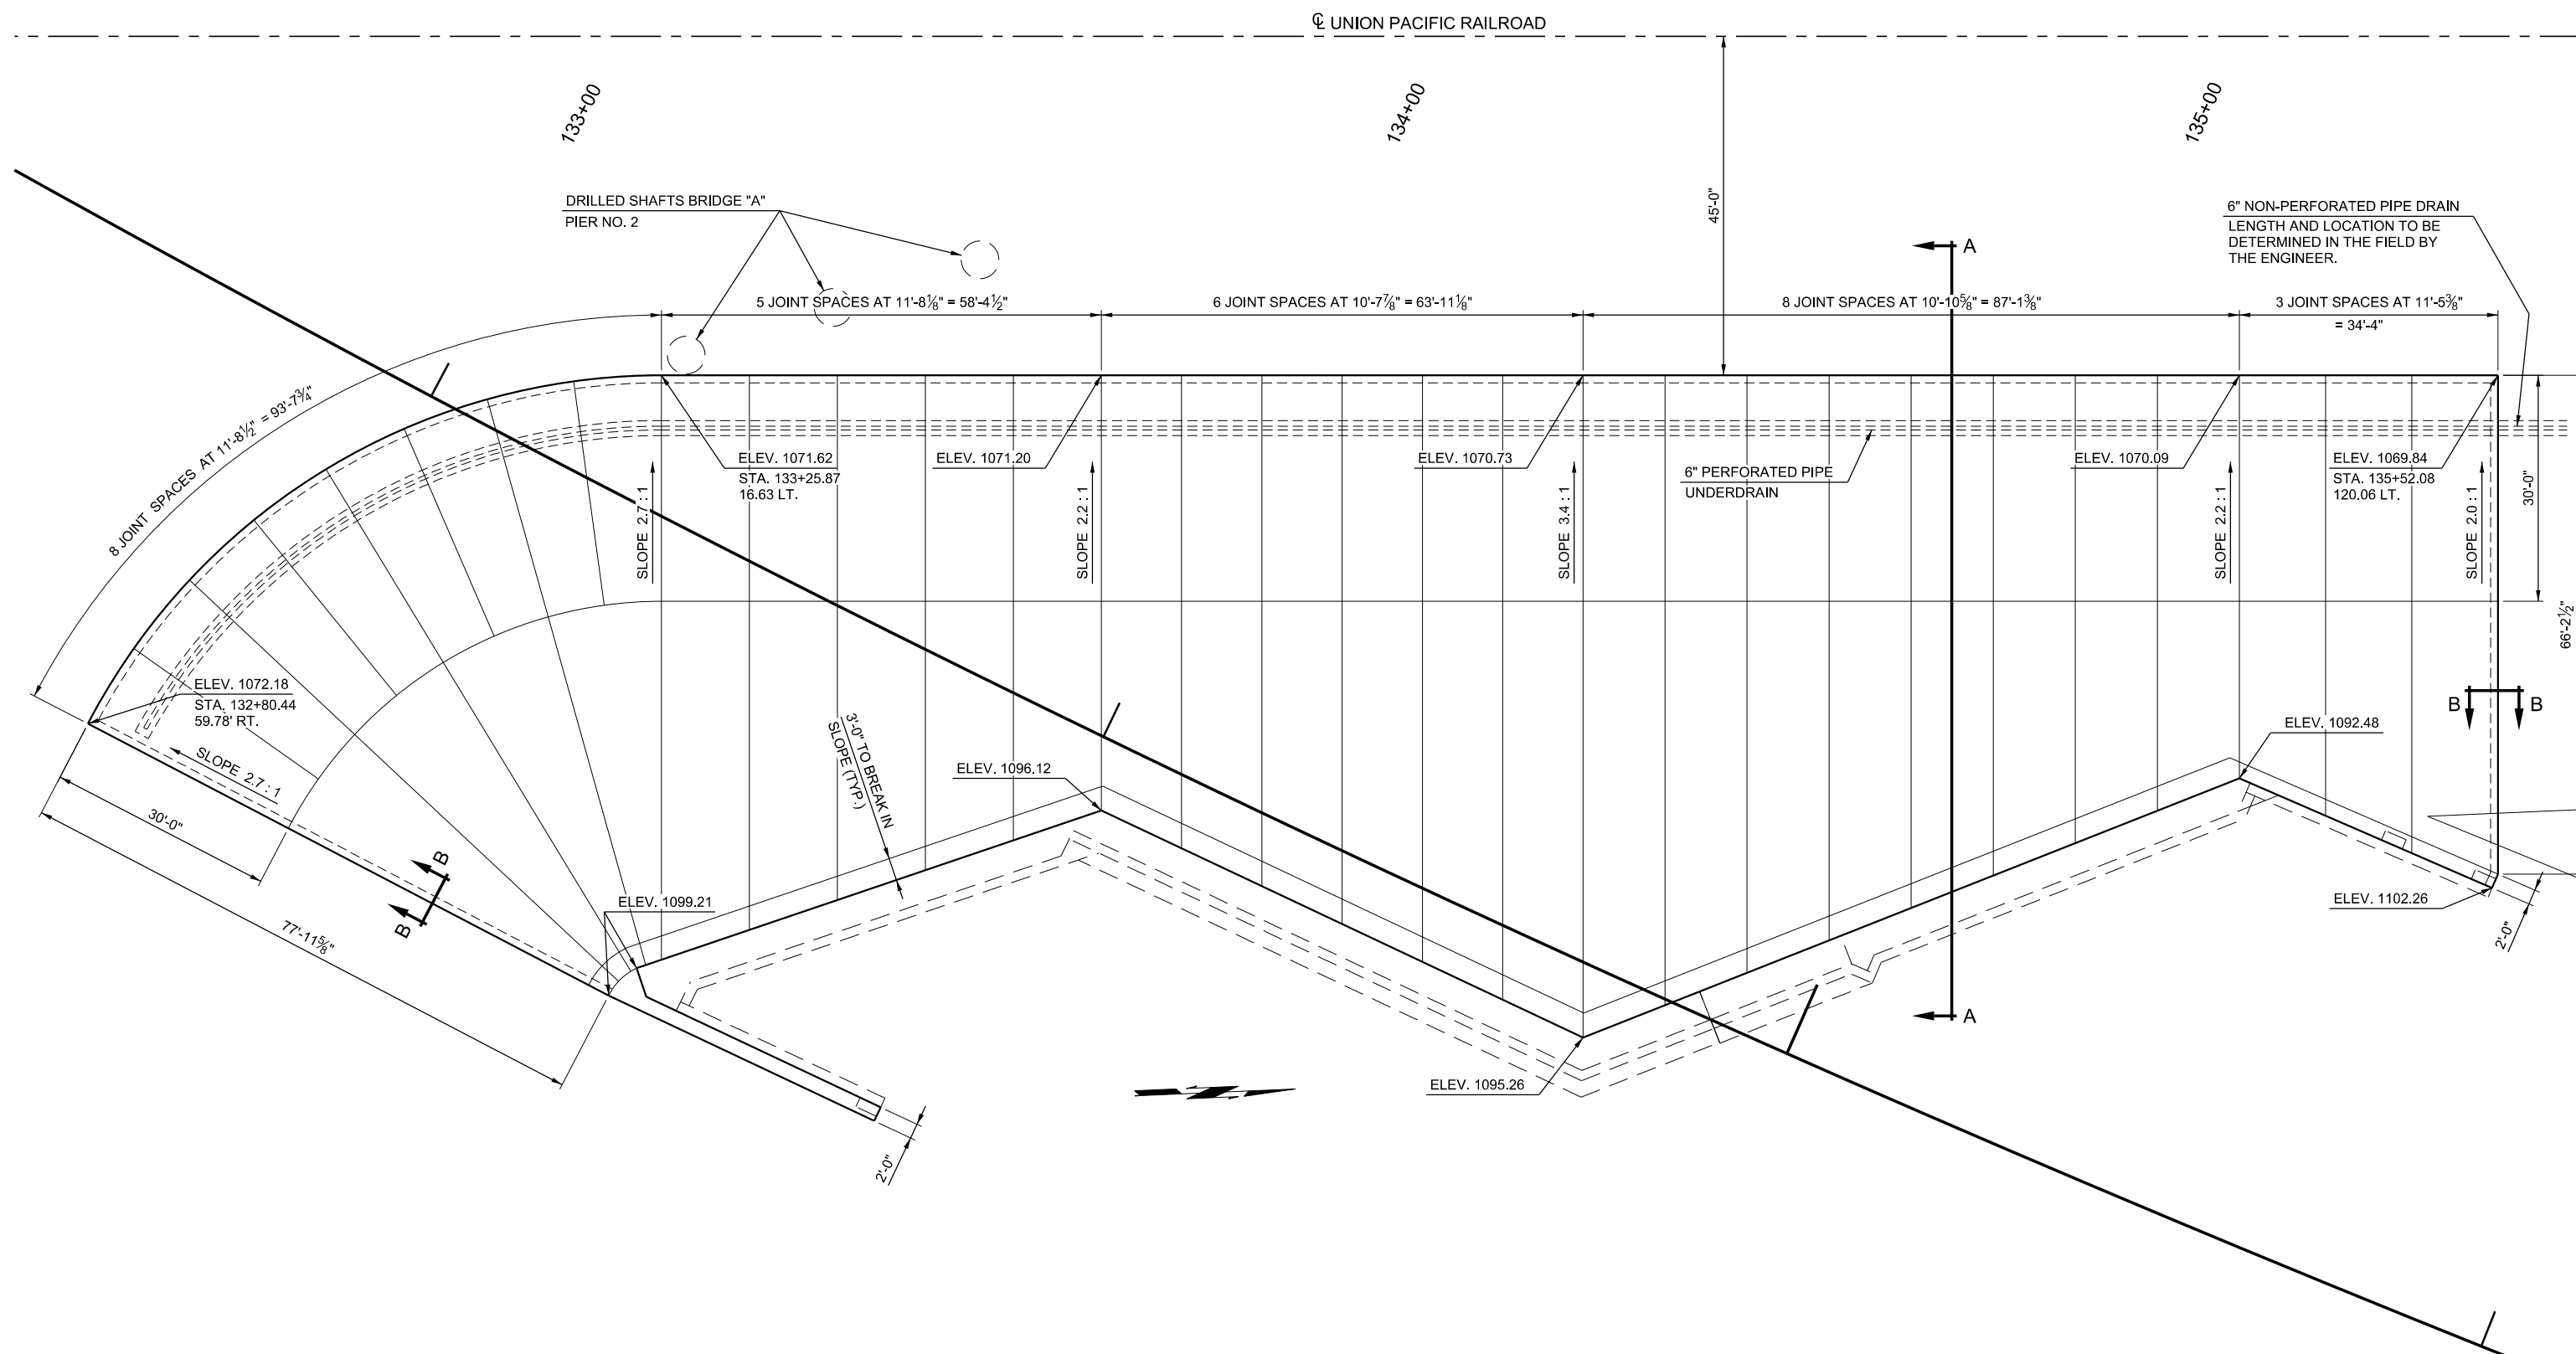 ℄ UNION PACIFIC RAILROAD
133+00
134+00
135+00
DRILLED SHAFTS BRIDGE "A"
PIER NO. 2
45'-0"
6" NON-PERFORATED PIPE DRAIN
LENGTH AND LOCATION TO BE
DETERMINED IN THE FIELD BY
THE ENGINEER.
A
5 JOINT SPACES AT 11'-8⅛" = 58'-4½"
6 JOINT SPACES AT 10'-7⅞" = 63'-11⅛"
8 JOINT SPACES AT 10'-10⅝" = 87'-1⅜"
3 JOINT SPACES AT 11'-5⅜"
= 34'-4"
8 JOINT SPACES AT 11'-8½" = 93'-7¾"
ELEV. 1071.62
STA. 133+25.87
16.63 LT.
ELEV. 1071.20
ELEV. 1070.73
6" PERFORATED PIPE
UNDERDRAIN
ELEV. 1070.09
ELEV. 1069.84
STA. 135+52.08
120.06 LT.
30'-0"
SLOPE 2.7 : 1
SLOPE 2.2 : 1
SLOPE 3.4 : 1
SLOPE 2.2 : 1
SLOPE 2.0 : 1
66'-2½"
ELEV. 1072.18
STA. 132+80.44
59.78' RT.
SLOPE 2.7 : 1
B
B
3'-0" TO BREAK IN
SLOPE (TYP.)
ELEV. 1092.48
ELEV. 1096.12
30'-0"
B
B
ELEV. 1099.21
ELEV. 1102.26
77'-11⅝"
2'-0"
A
ELEV. 1095.26
2'-0"